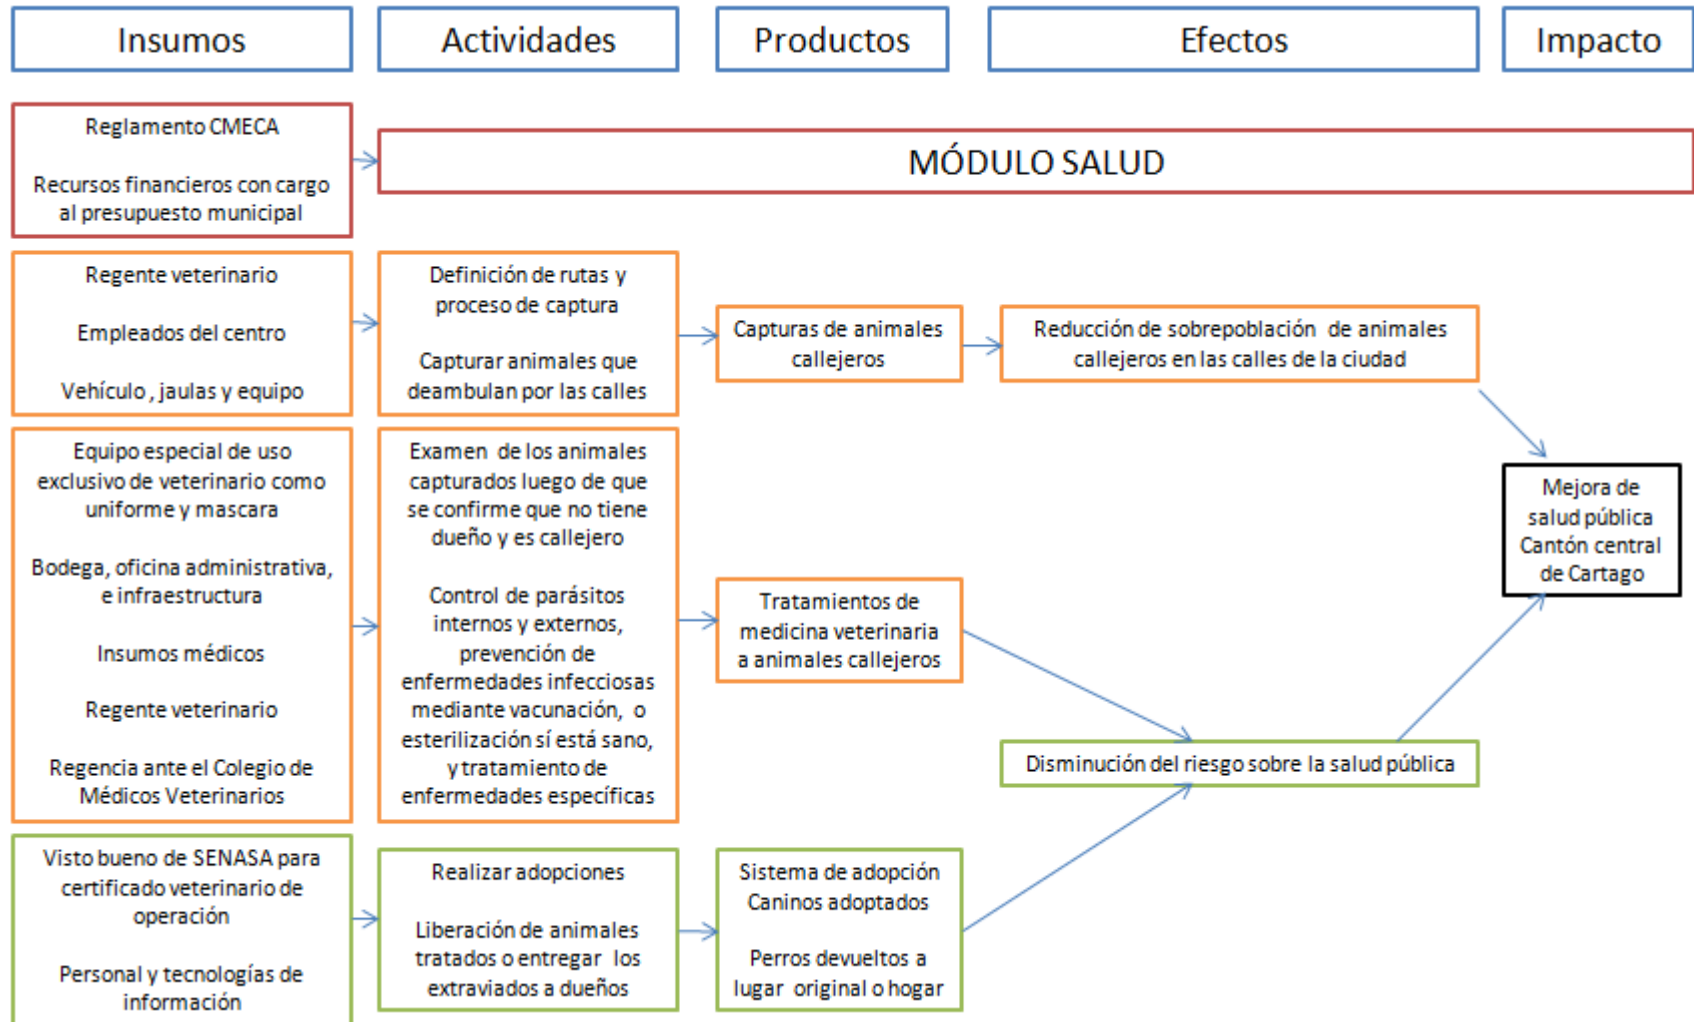 Insumos
Actividades
Productos
Efectos
Impacto
Reglamento CMECA
Recursos financieros con cargo
al presupuesto municipal
MÓDULO SALUD
Regente veterinario
Empleados del centro
Vehículo , jaulas y equipo
Definición de rutas y
proceso de captura
Capturar animales que
deambulan por las calles
Capturas de animales
callejeros
Reducción de sobrepoblación de animales
callejeros en las calles de la ciudad
Equipo especial de uso
exclusivo de veterinario como
uniforme y mascara
Bodega, oficina administrativa,
e infraestructura
Insumos médicos
Regente veterinario
Regencia ante el Colegio de
Médicos Veterinarios
Examen de los animales
capturados luego de que
se confirme que no tiene
dueño y es callejero
Control de parásitos
internos y externos,
prevención de
enfermedades infecciosas
mediante vacunación, o
esterilización sí está sano,
y tratamiento de
enfermedades específicas
Tratamientos de
medicina veterinaria
a animales callejeros
Mejora de
salud pública
Cantón central
de Cartago
Disminución del riesgo sobre la salud pública
Visto bueno de SENASA para
certificado veterinario de
operación
Personal y tecnologías de
información
Realizar adopciones
Liberación de animales
tratados o entregar los
extraviados a dueños
Sistema de adopción
Caninos adoptados
Perros devueltos a
lugar original o hogar